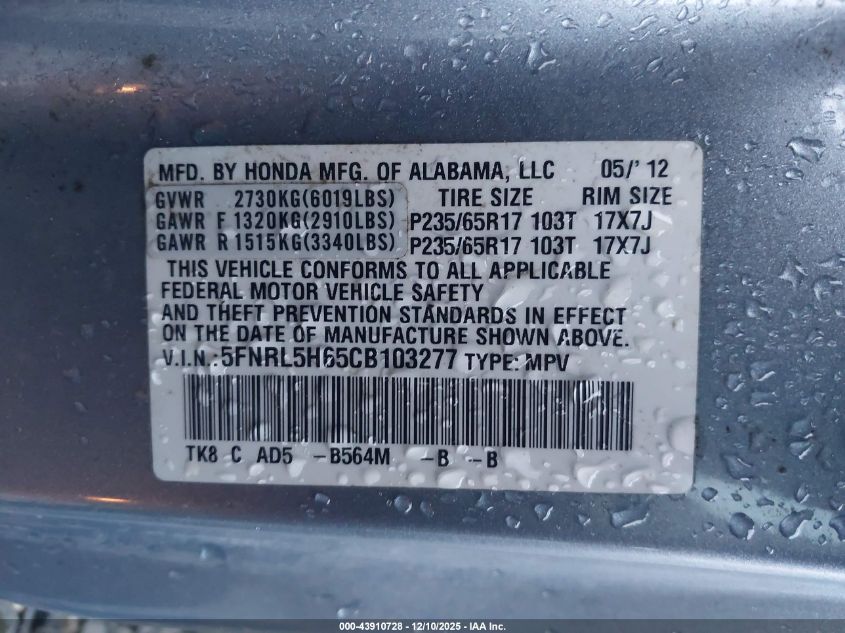 MFD. BY HONDA MFG. OF ALABAMA, LLC 05/' 12
GVWR 2730KG(6019LBS) TIRE SIZE RIM SIZE
GAWR F 1320KG(2910LBS) P235/65R17 103T 17X7J
GAWR R 1515KG(3340LBS) P235/65R17 103T 17X7J
THIS VEHICLE CONFORMS TO ALL APPLICABLE
FEDERAL MOTOR VEHICLE SAFETY
AND THEFT PREVENTION STANDARDS IN EFFECT
ON THE DATE OF MANUFACTURE SHOWN ABOVE.
V.I.N.:5FNRL5H65CB103277 TYPE:MPV
TK8 C AD5 -B564M -B --B
000-43910728 - 12/10/2025 - IAA Inc.